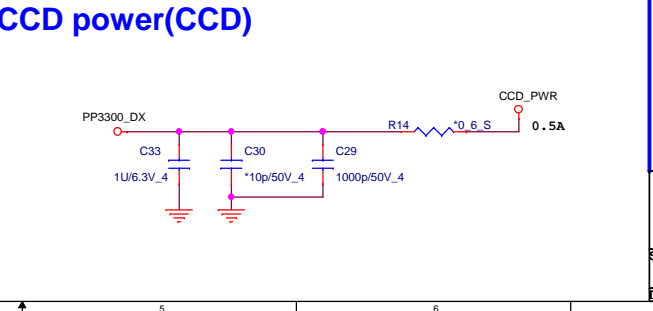 CCD power(CCD)
CCD_PWR
PP3300_DX
R14 *0_6_S 0.5A
C33 C30 C29
1U/6.3V_4 *10p/50V_4 1000p/50V_4
5 6